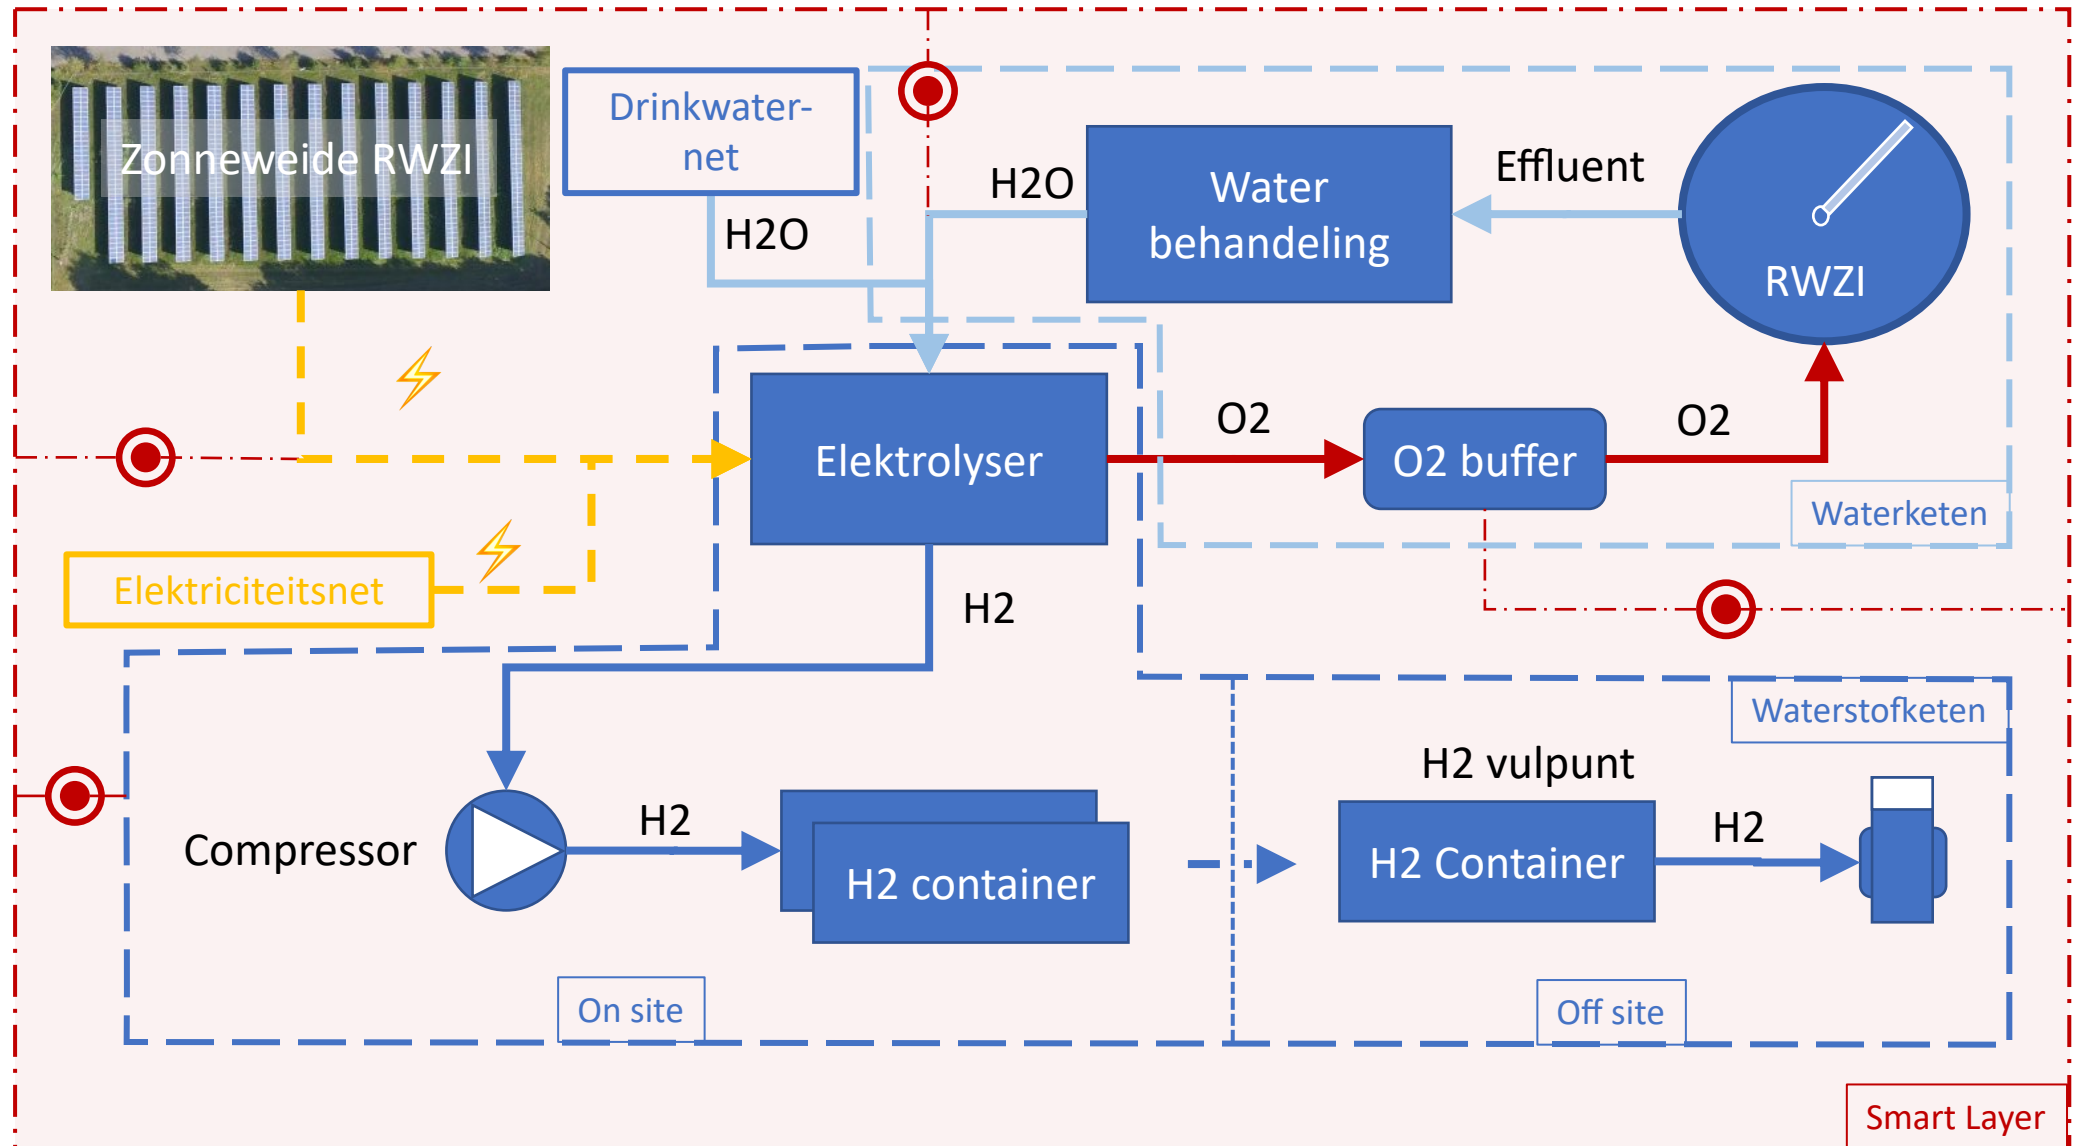 Zonneweide RWZI
Drinkwater-
net
H2O
H2O
Water
behandeling
Effluent
RWZI
Elektrolyser
O2
O2 buffer
O2
Waterketen
Elektriciteitsnet
H2
Waterstofketen
Compressor
H2
H2 container
H2 vulpunt
H2 Container
H2
On site
Off site
Smart Layer